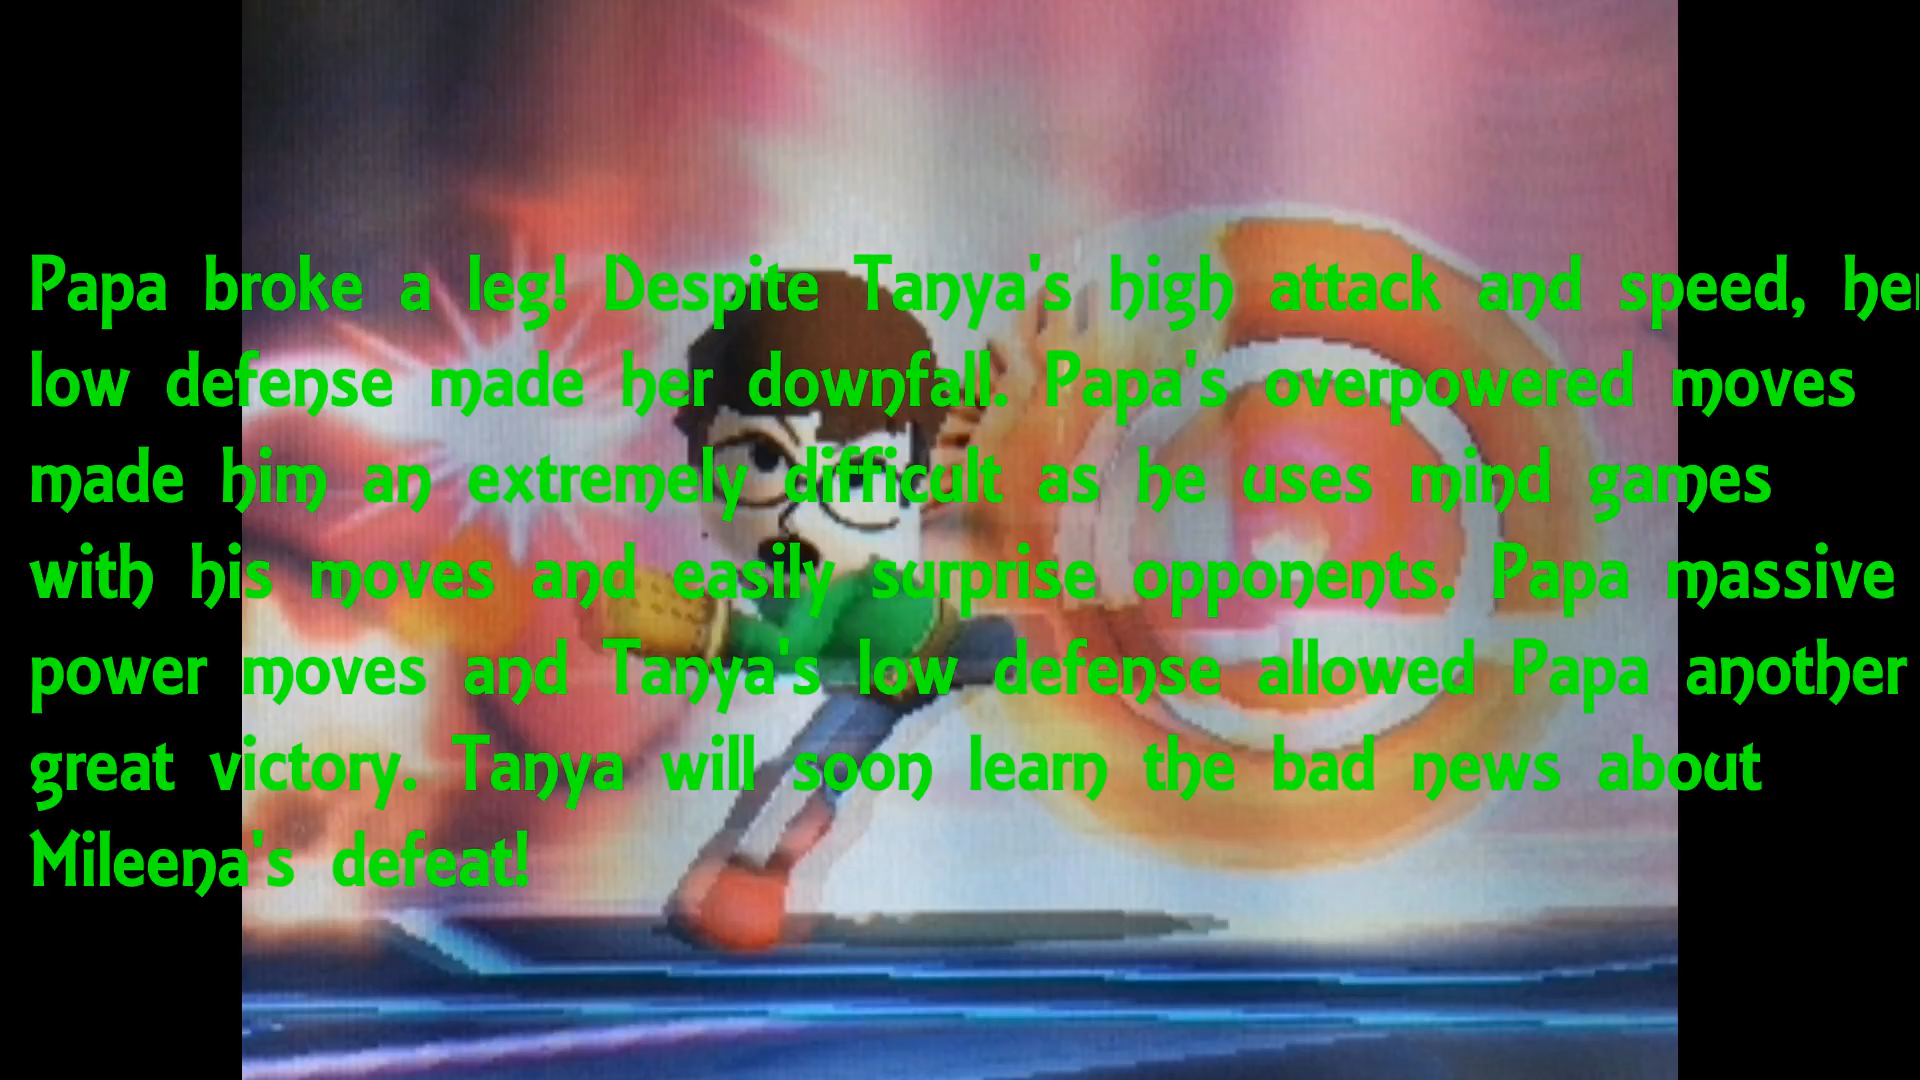 Papa broke a leg! Despite Tanya's high attack and speed, her
low defense made her downfall. Papa's overpowered moves
made him an extremely difficult as he uses mind games
with his moves and easily surprise opponents. Papa massive
power moves and Tanya's low defense allowed Papa another
great victory. Tanya will soon learn the bad news about
Mileena's defeat!